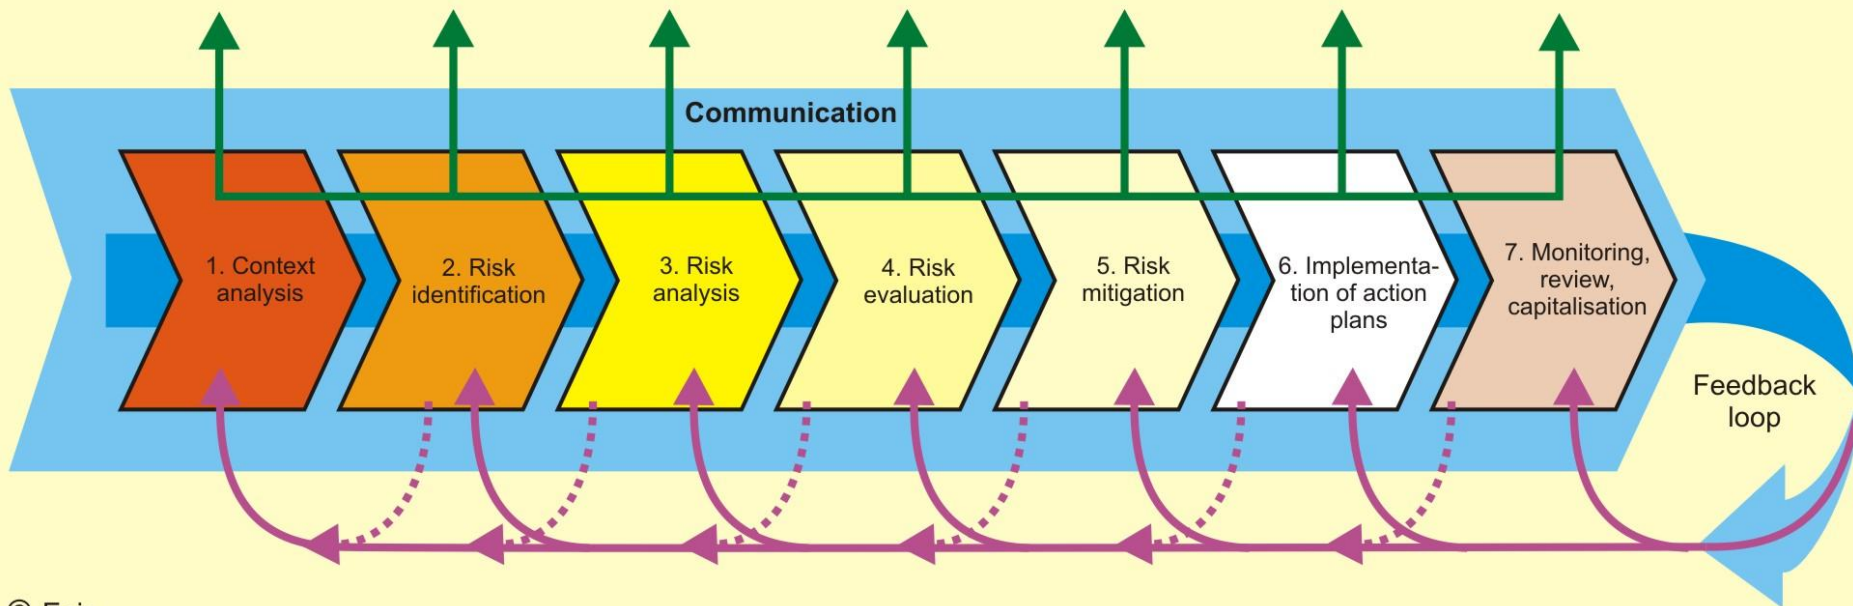 Communication
1. Context
analysis
2. Risk
identification
3. Risk
analysis
4. Risk
evaluation
5. Risk
mitigation
6. Implementa-
tion of action
plans
7. Monitoring,
review,
capitalisation
Feedback
loop